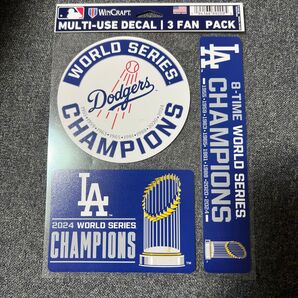 WINCRAFT
MULTI-USE DECAL | 3 FAN PACK
WORLD SERIES
Dodgers
CHAMPIONS
LA
2024 WORLD SERIES
CHAMPIONS
LA
8-TIME WORLD SERIES
CHAMPIONS